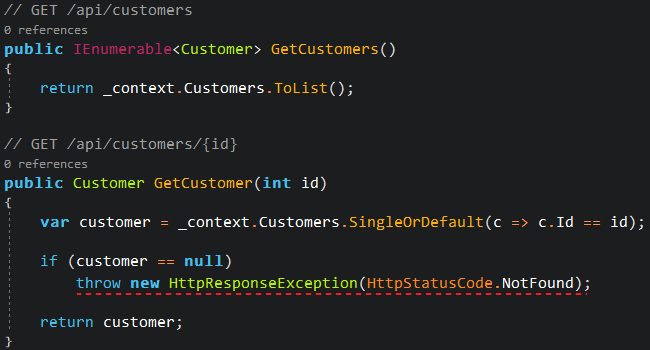 // GET /api/customers
0 references
public IEnumerable<Customer> GetCustomers()
{
return _context.Customers.ToList();
}
// GET /api/customers/{id}
0 references
public Customer GetCustomer(int id)
{
var customer = _context.Customers.SingleOrDefault(c => c.Id == id);
if (customer == null)
throw new HttpResponseException(HttpStatusCode.NotFound);
return customer;
}